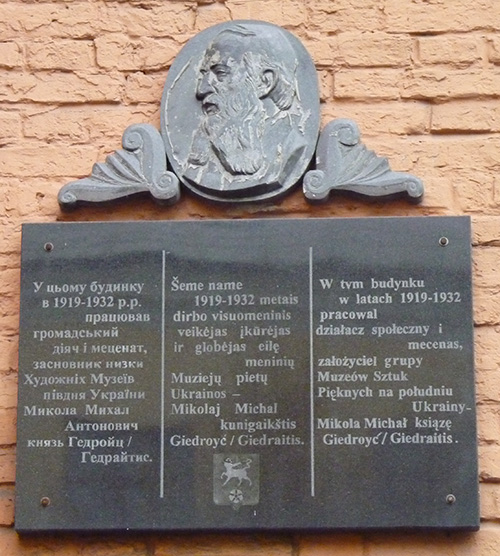 У цьому будинку
в 1919-1932 р.р.
працював
громадський
діяч і меценат,
засновник низки
Художніх Музеїв
півдня України
Микола Михал
Антонович
князь Гедройц /
Гедрайтис.
Šeme name
1919-1932 metais
dirbo visuomeninis
veikėjas įkūrėjas
ir globėjas eilę
meninių
Muziejų pietų
Ukrainos –
Mikolaj Michal
kunigaikštis
Giedroyć / Giedraitis.
W tym budynku
w latach 1919-1932
pracowal
działacz społeczny i
mecenas,
założyciel grupy
Muzeów Sztuk
Pięknych na południu
Ukrainy-
Mikoła Michał książę
Giedroyć / Giedraitis.